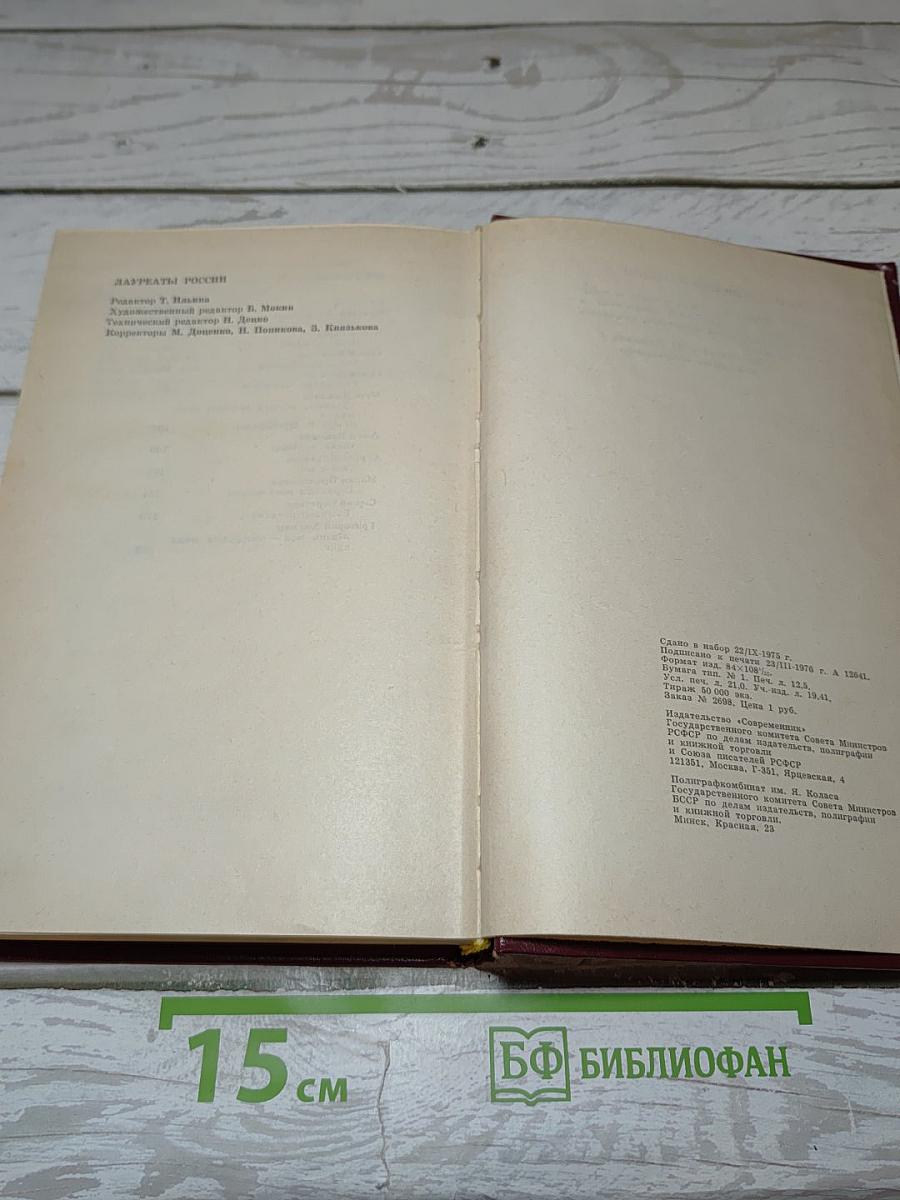 ЛАУРЕАТЫ РОССИИ
Редактор Т. Ильина
Художественный редактор Б. Мокин
Технический редактор Н. Децко
Корректоры М. Доценко, Н. Попикова, З. Князькова
Сдано в набор 22/IX-1975 г.
Подписано к печати 23/III-1976 г. А 12641.
Формат изд. 84×108¹/₃₂.
Бумага тип. № 1. Печ. л. 12,5.
Усл. печ. л. 21,0. Уч.-изд. л. 19,41.
Тираж 50 000 экз.
Заказ № 2698. Цена 1 руб.
Издательство «Современник»
Государственного комитета Совета Министров
РСФСР по делам издательств, полиграфии
и книжной торговли
и Союза писателей РСФСР
121351, Москва, Г-351, Ярцевская, 4
Полиграфкомбинат им. Я. Коласа
Государственного комитета Совета Министров
БССР по делам издательств, полиграфии
и книжной торговли.
Минск, Красная, 23
15 см
БФ БИБЛИОФАН